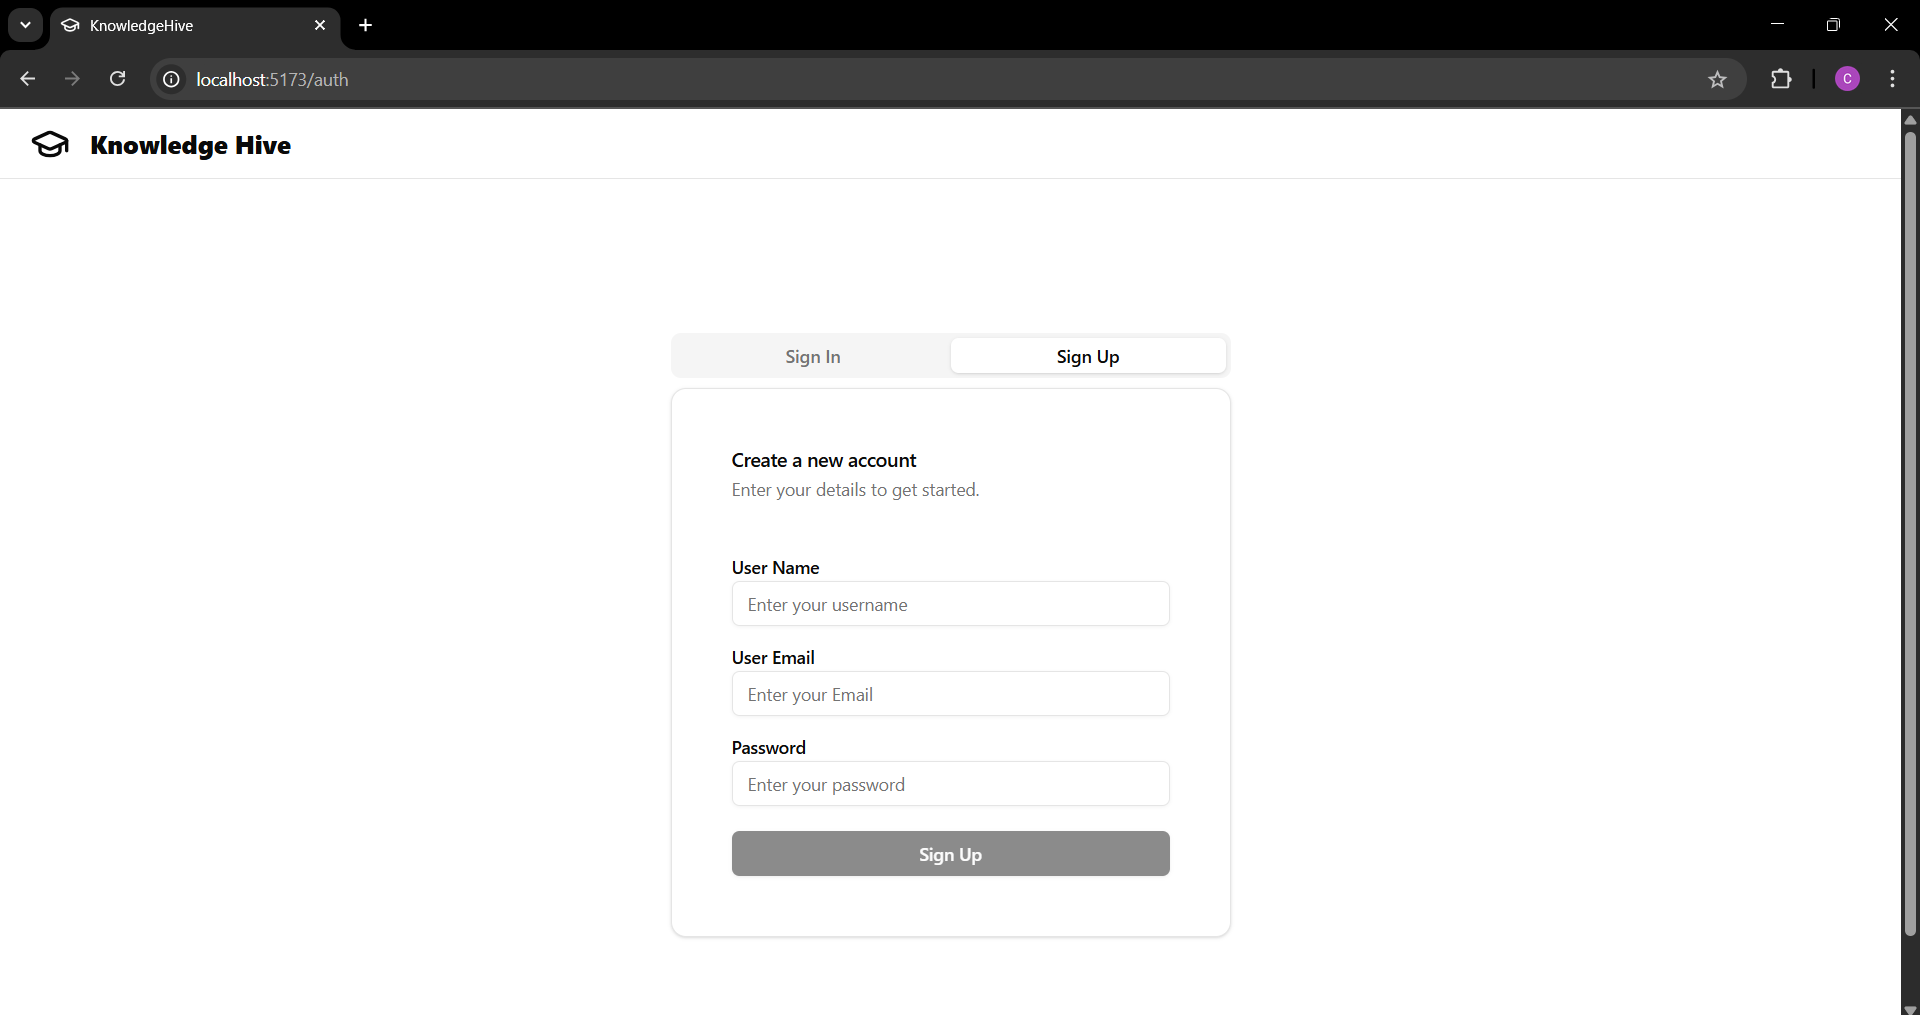 KnowledgeHive
localhost:5173/auth
C
Knowledge Hive
Sign In
Sign Up
Create a new account
Enter your details to get started.
User Name
Enter your username
User Email
Enter your Email
Password
Enter your password
Sign Up